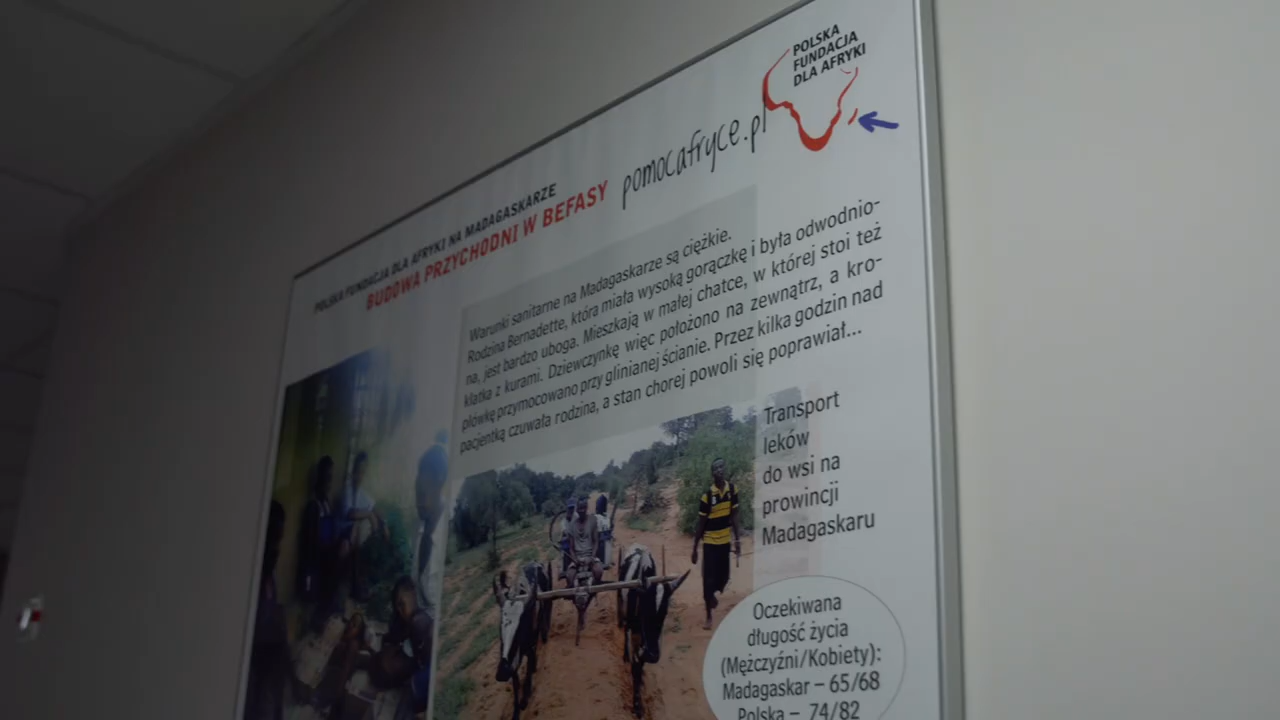 POLSKA
FUNDACJA
DLA AFRYKI
pomocafryce.pl
POLSKA FUNDACJA DLA AFRYKI NA MADAGASKARZE
BUDOWA PRZYCHODNI W BEFASY
Warunki sanitarne na Madagaskarze są ciężkie.
Rodzina Bernadette, która miała wysoką gorączkę i była odwodnio-
na, jest bardzo uboga. Mieszkają w małej chatce, w której stoi też
klatka z kurami. Dziewczynkę więc położono na zewnątrz, a kro-
plówkę przymocowano przy glinianej ścianie. Przez kilka godzin nad
pacjentką czuwała rodzina, a stan chorej powoli się poprawiał...
Transport
leków
do wsi na
prowincji
Madagaskaru
Oczekiwana
długość życia
(Mężczyźni/Kobiety):
Madagaskar – 65/68
Polska – 74/82